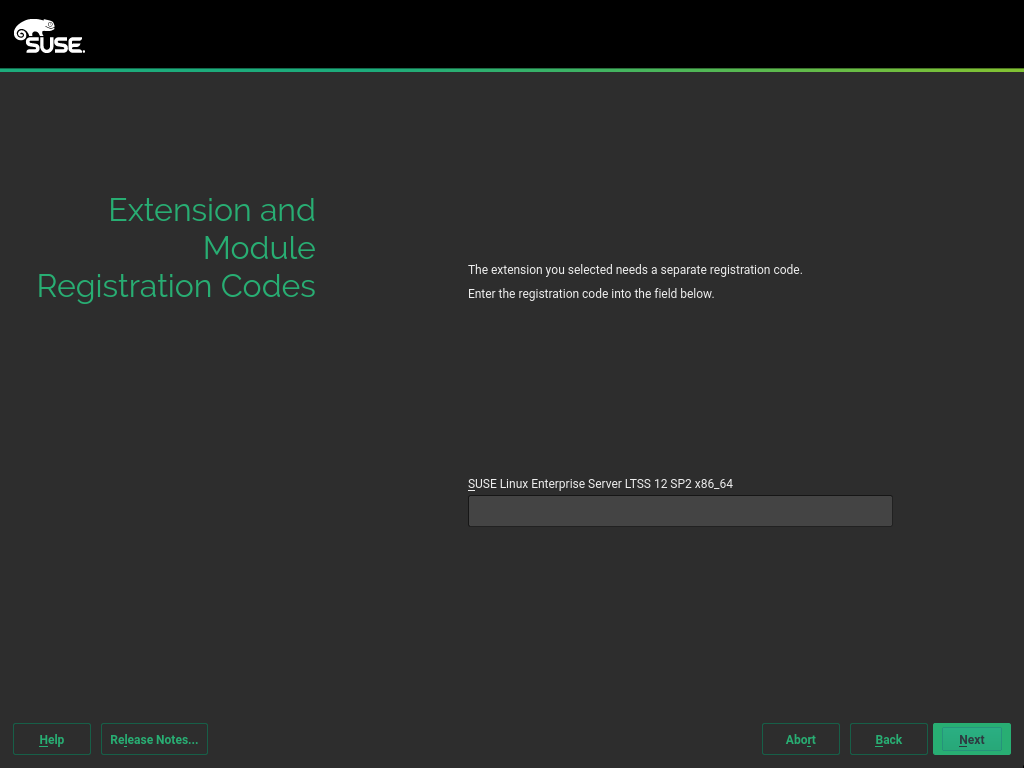 SUSE.
Extension and
Module
Registration Codes
The extension you selected needs a separate registration code.
Enter the registration code into the field below.
SUSE Linux Enterprise Server LTSS 12 SP2 x86_64
Help
Release Notes...
Abort
Back
Next